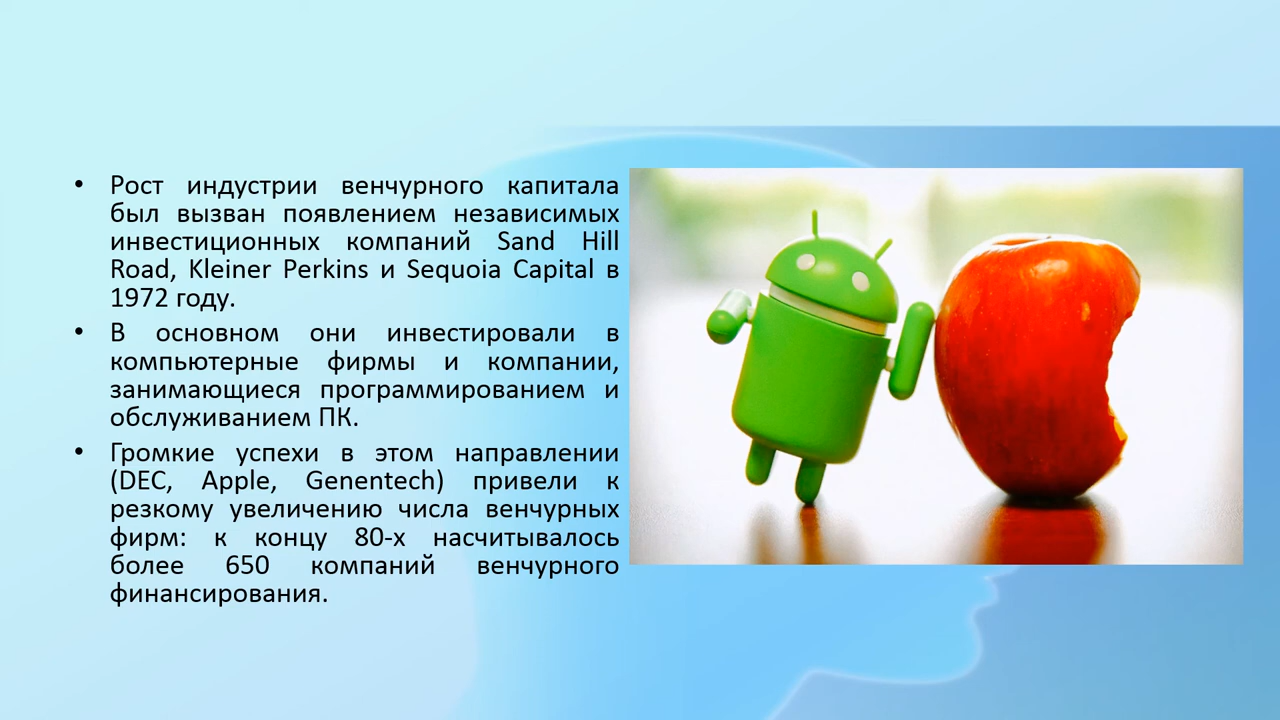 • Рост индустрии венчурного капитала
был вызван появлением независимых
инвестиционных компаний Sand Hill
Road, Kleiner Perkins и Sequoia Capital в
1972 году.
• В основном они инвестировали в
компьютерные фирмы и компании,
занимающиеся программированием и
обслуживанием ПК.
• Громкие успехи в этом направлении
(DEC, Apple, Genentech) привели к
резкому увеличению числа венчурных
фирм: к концу 80-х насчитывалось
более 650 компаний венчурного
финансирования.